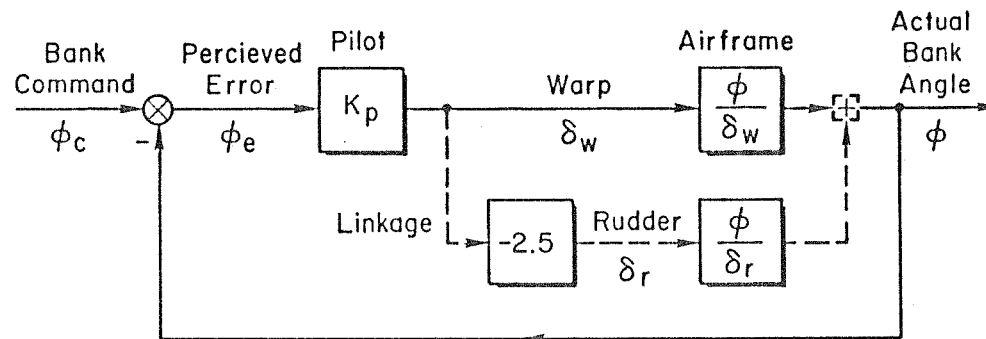 Bank
Command
ϕc
-
Percieved
Error
ϕe
Pilot
Kp
Warp
δw
Airframe
ϕ
δw
+
Actual
Bank
Angle
ϕ
Linkage
-2.5
Rudder
δr
ϕ
δr